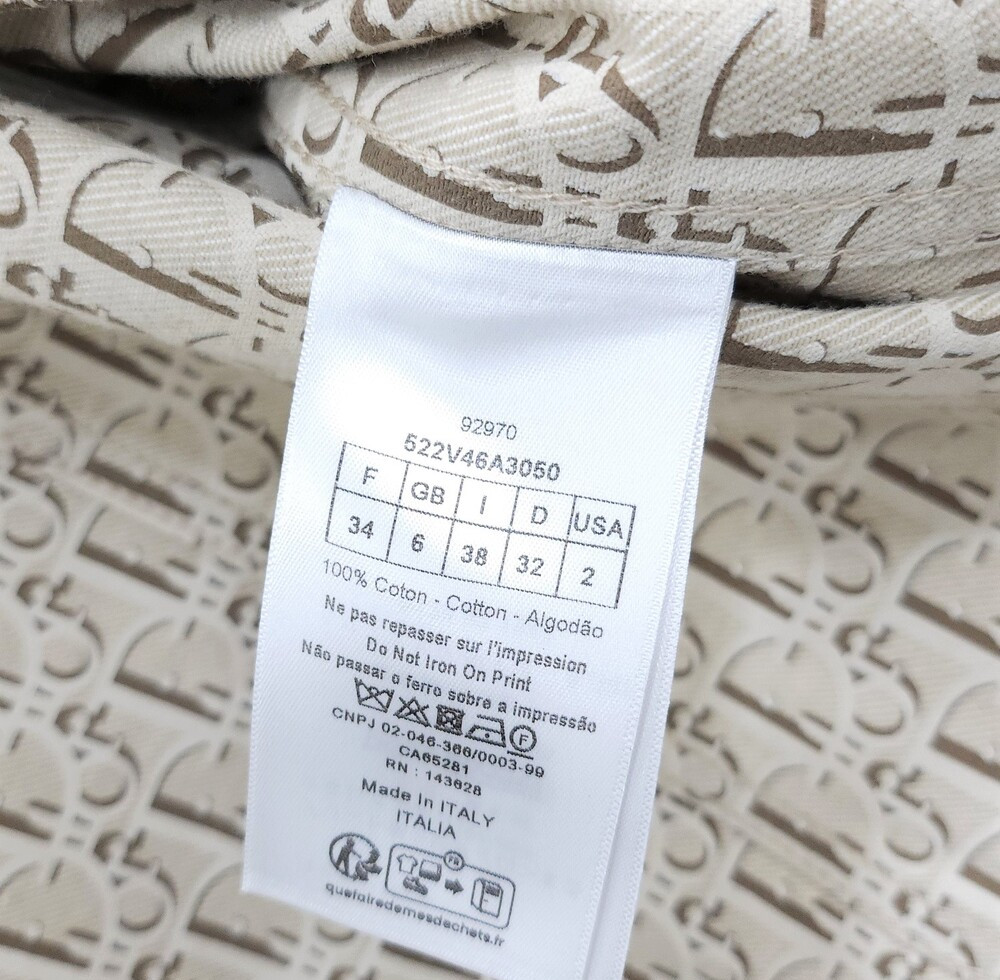 92970
522V46A3050
F GB I D USA
34 6 38 32 2
100% Coton - Cotton - Algodão
Ne pas repasser sur l'impression
Do Not Iron On Print
Não passar o ferro sobre a impressão
CNPJ 02-046-366/0003-99
CA65281
RN : 143628
Made in ITALY
ITALIA
FR
quefairedemesdechets.fr